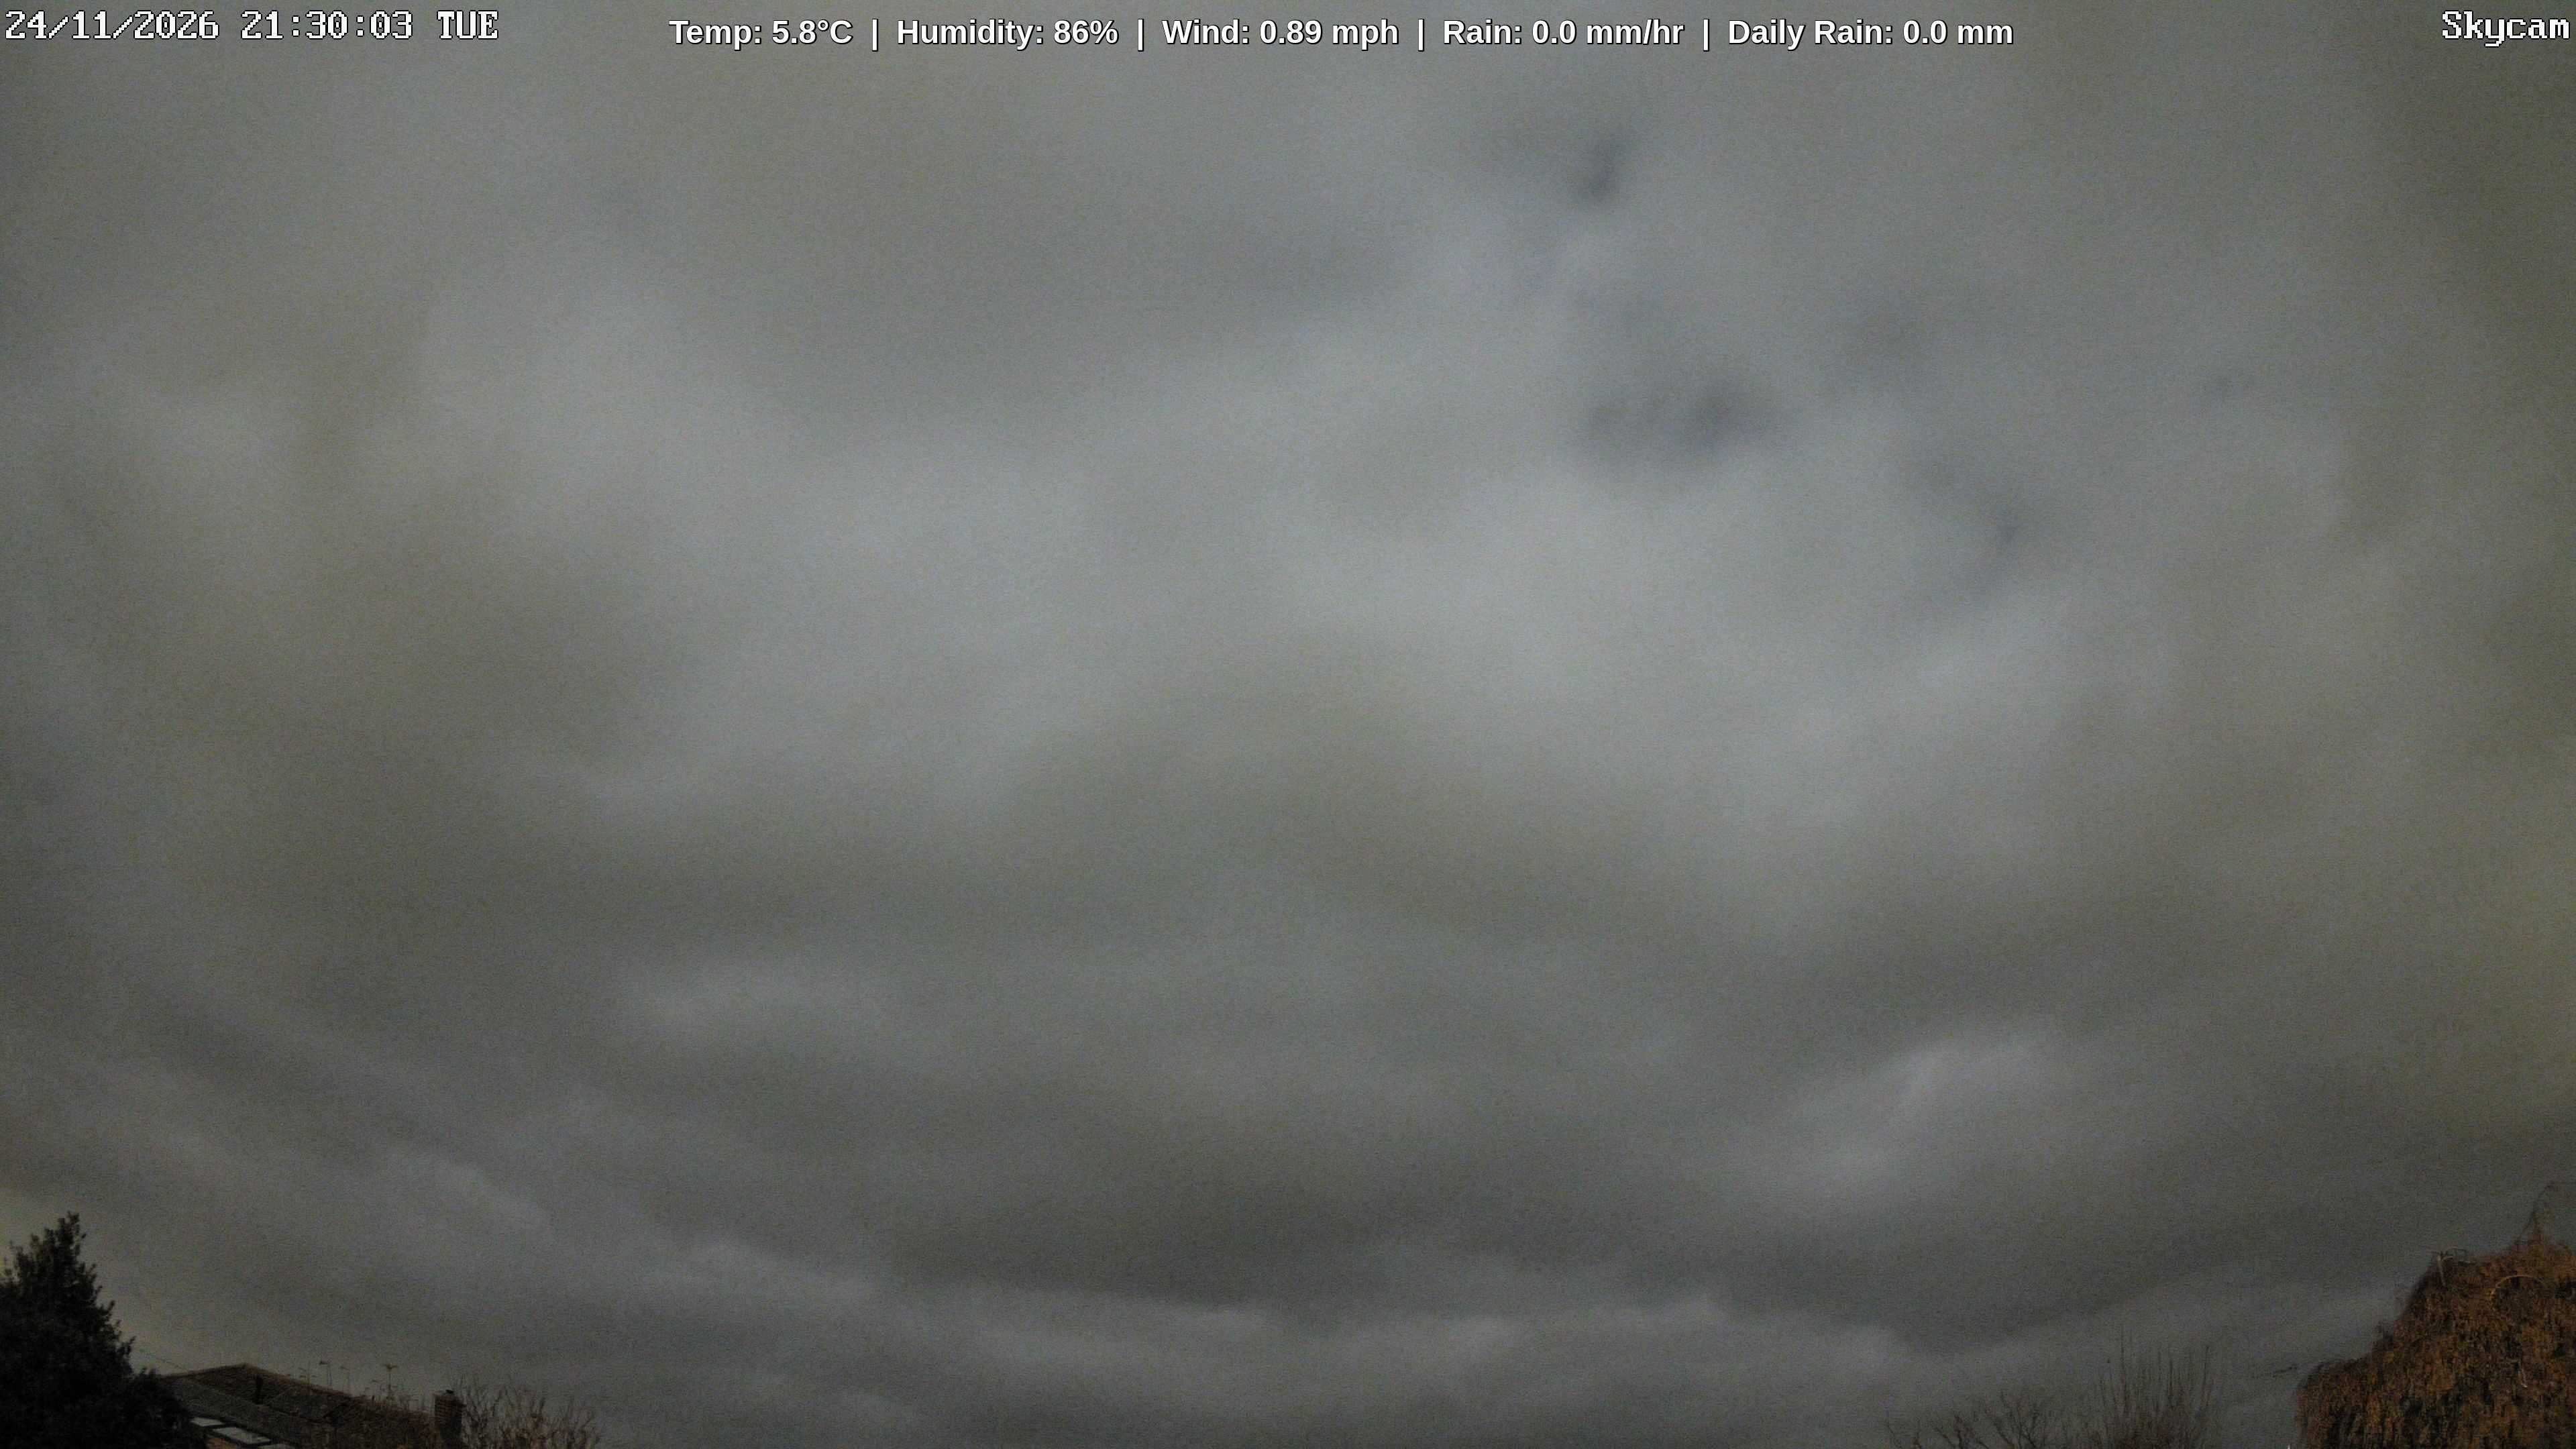 24/11/2026 21:30:03 TUE
Temp: 5.8°C | Humidity: 86% | Wind: 0.89 mph | Rain: 0.0 mm/hr | Daily Rain: 0.0 mm
Skycam